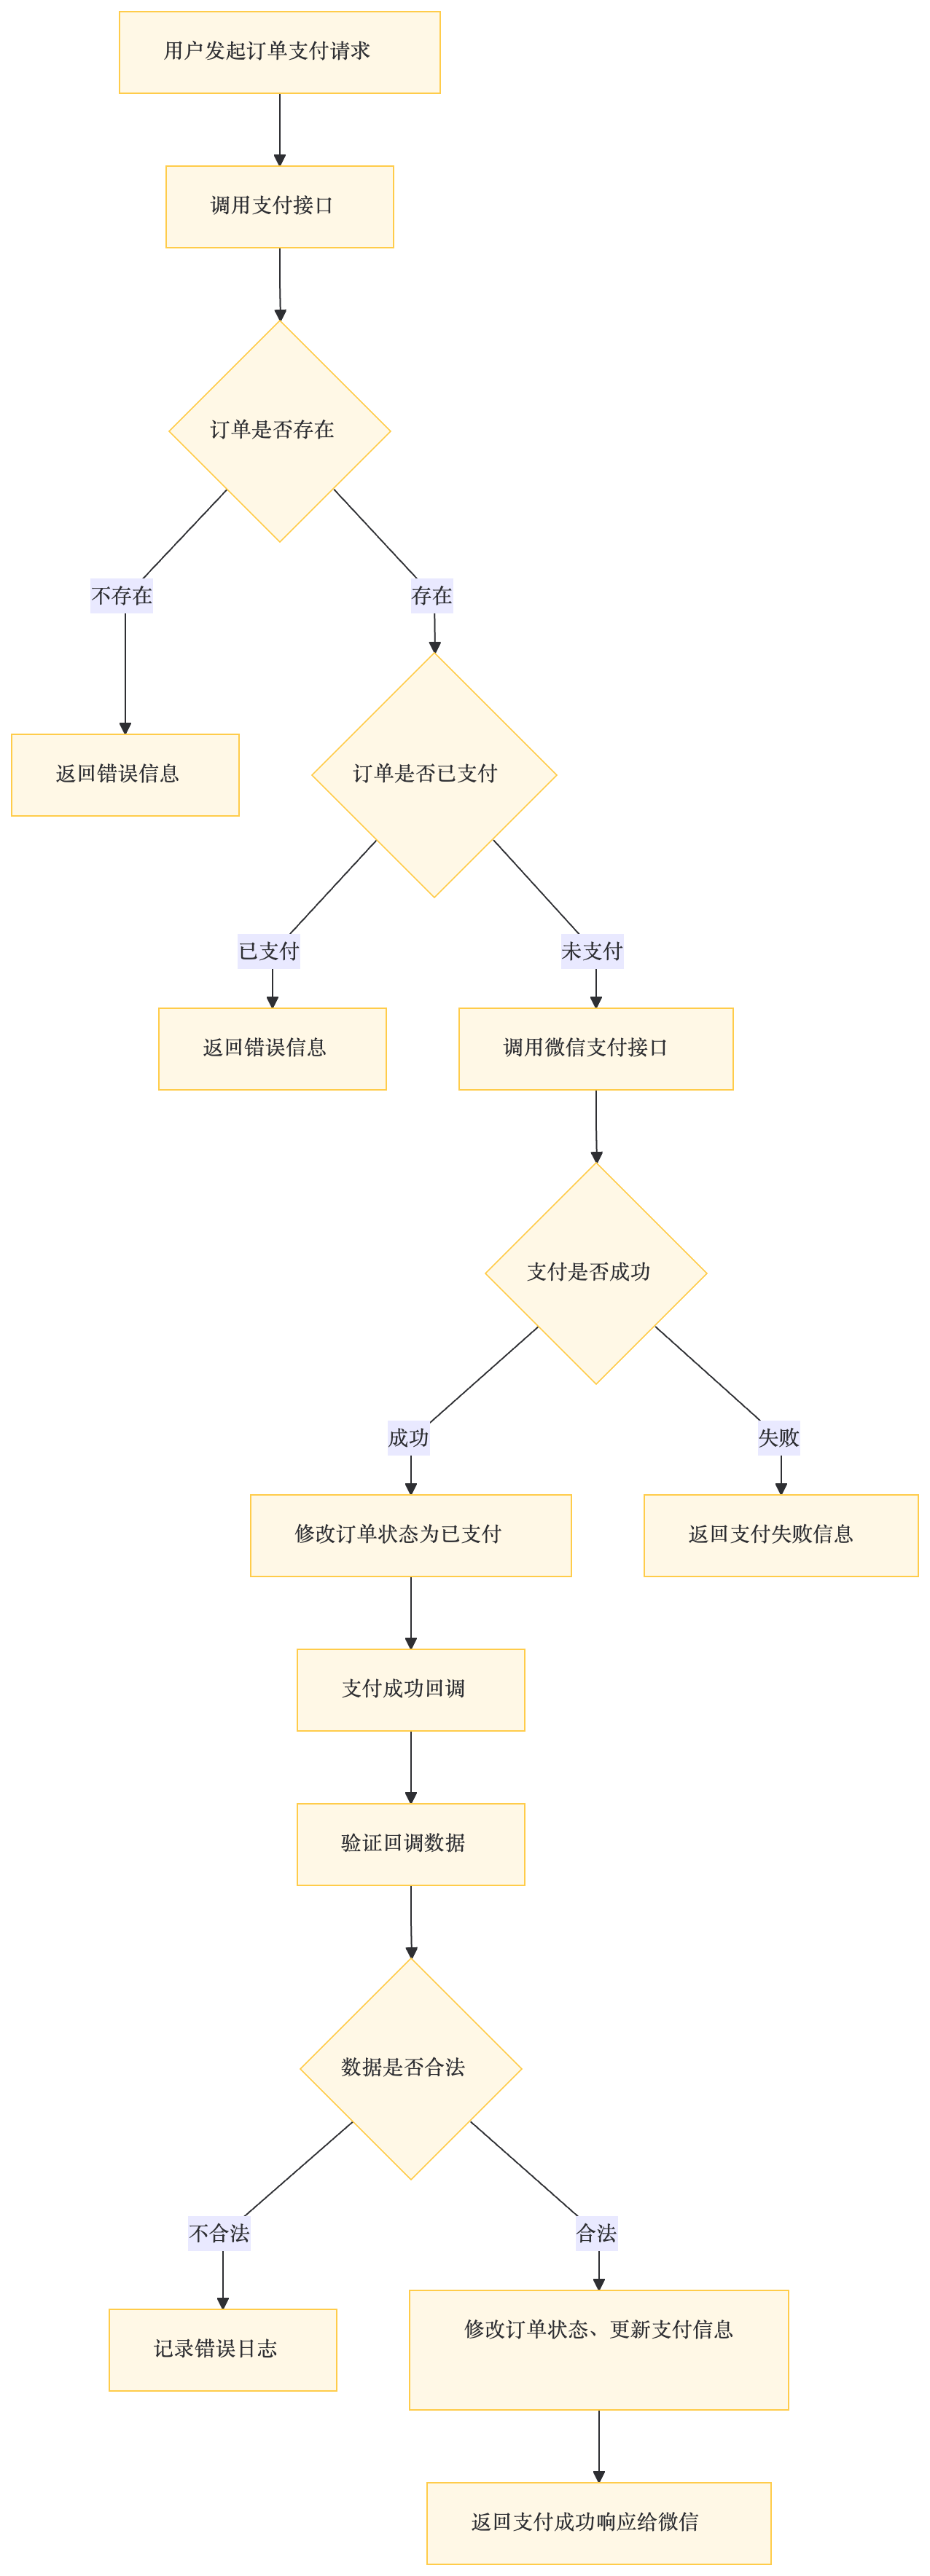 用户发起订单支付请求
调用支付接口
订单是否存在
不存在
存在
返回错误信息
订单是否已支付
已支付
未支付
返回错误信息
调用微信支付接口
支付是否成功
成功
失败
修改订单状态为已支付
返回支付失败信息
支付成功回调
验证回调数据
数据是否合法
不合法
合法
修改订单状态、更新支付信息
记录错误日志
返回支付成功响应给微信